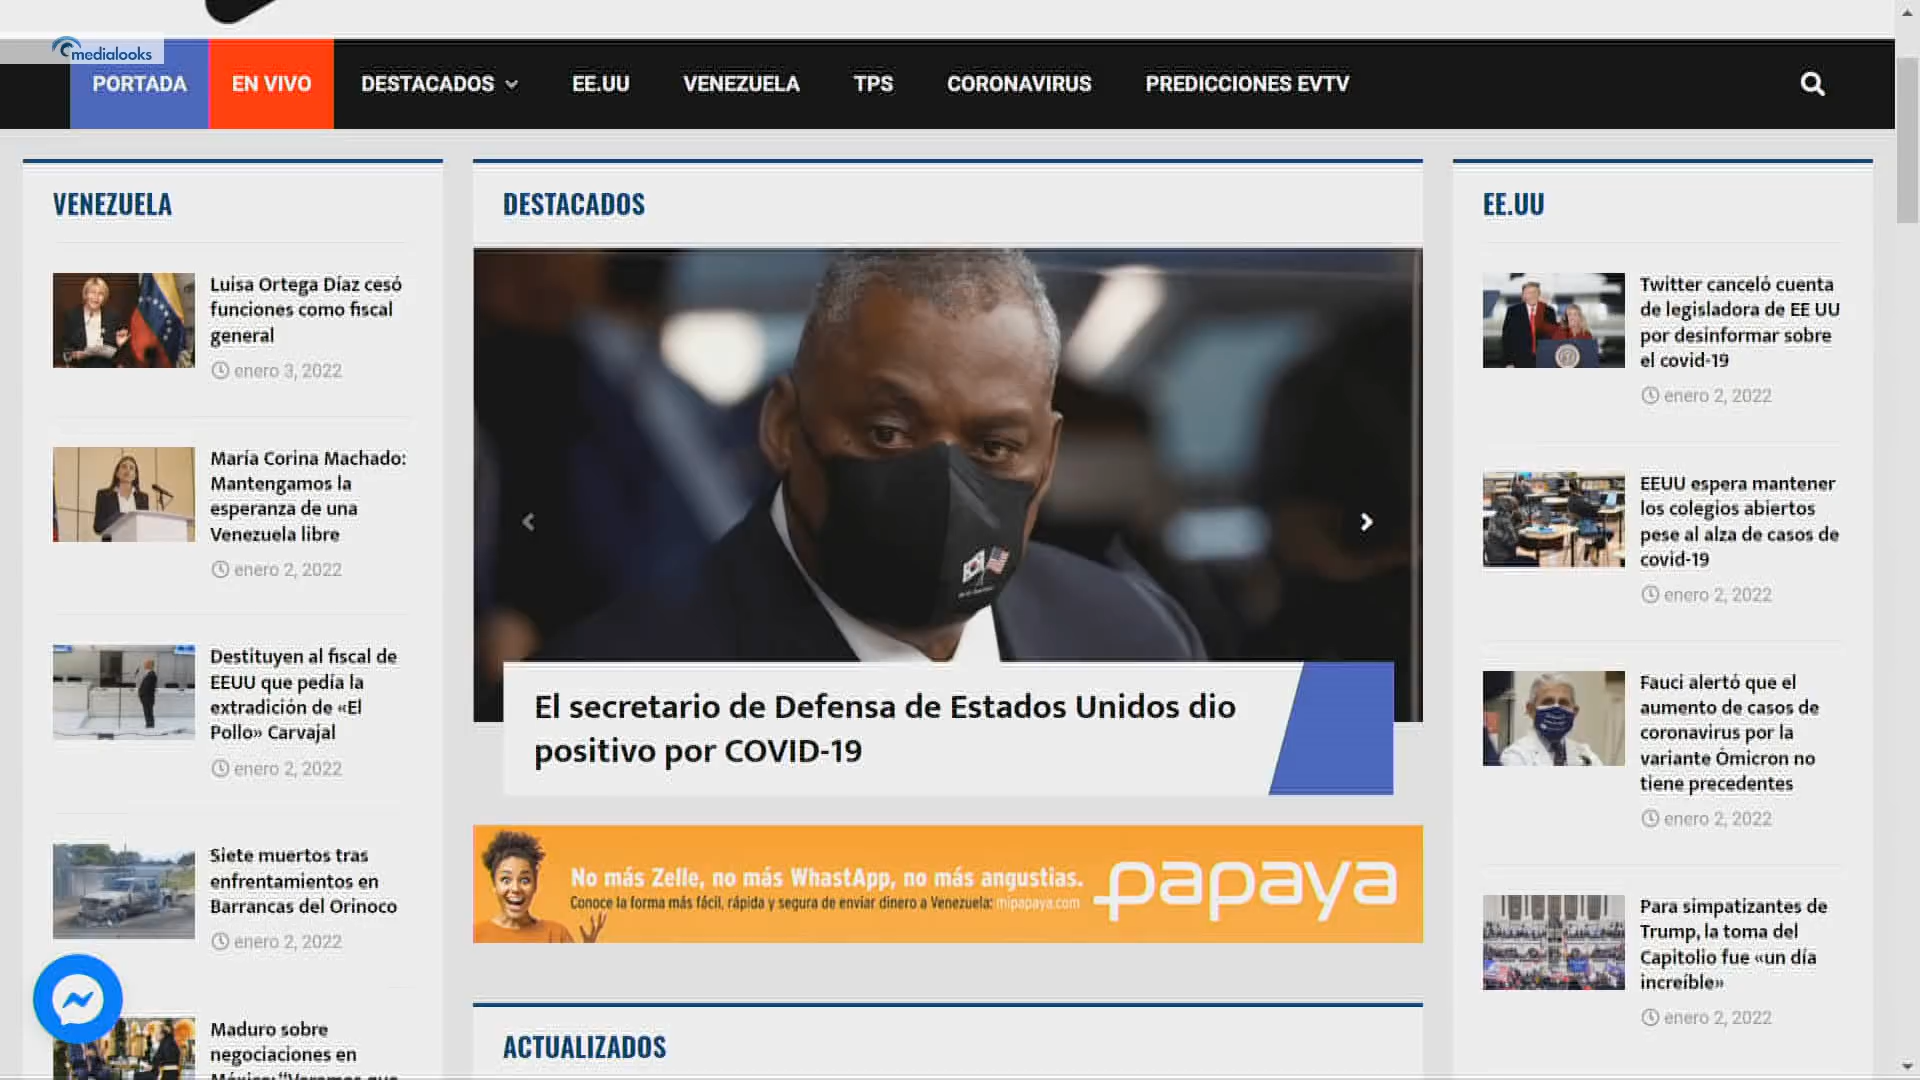 medialooks
PORTADA
EN VIVO
DESTACADOS
EE.UU
VENEZUELA
TPS
CORONAVIRUS
PREDICCIONES EVTV
VENEZUELA
Luisa Ortega Díaz cesó
funciones como fiscal
general
enero 3, 2022
María Corina Machado:
Mantengamos la
esperanza de una
Venezuela libre
enero 2, 2022
Destituyen al fiscal de
EEUU que pedía la
extradición de «El
Pollo» Carvajal
enero 2, 2022
Siete muertos tras
enfrentamientos en
Barrancas del Orinoco
enero 2, 2022
Maduro sobre
negociaciones en
México: "Veremos que
DESTACADOS
El secretario de Defensa de Estados Unidos dio
positivo por COVID-19
No más Zelle, no más WhastApp, no más angustias.
Conoce la forma más fácil, rápida y segura de enviar dinero a Venezuela: mipapaya.com
papaya
ACTUALIZADOS
EE.UU
Twitter canceló cuenta
de legisladora de EE UU
por desinformar sobre
el covid-19
enero 2, 2022
EEUU espera mantener
los colegios abiertos
pese al alza de casos de
covid-19
enero 2, 2022
Fauci alertó que el
aumento de casos de
coronavirus por la
variante Ómicron no
tiene precedentes
enero 2, 2022
Para simpatizantes de
Trump, la toma del
Capitolio fue «un día
increíble»
enero 2, 2022